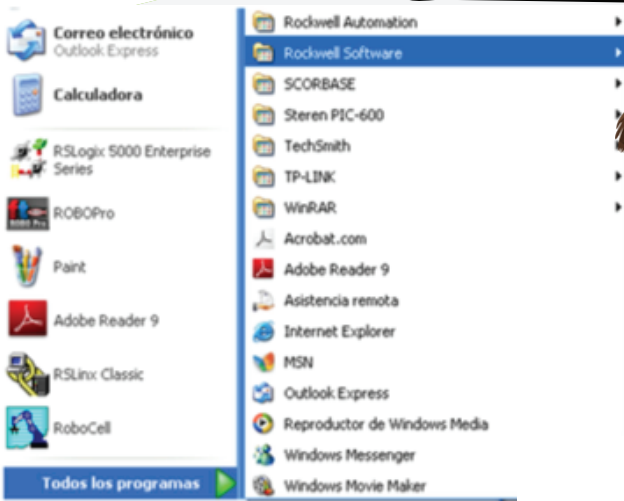 Correo electrónico
Outlook Express
Calculadora
RSLogix 5000 Enterprise
Series
ROBOPro
Paint
Adobe Reader 9
RSLinx Classic
RoboCell
Todos los programas
Rockwell Automation
Rockwell Software
SCORBASE
Steren PIC-600
TechSmith
TP-LINK
WinRAR
Acrobat.com
Adobe Reader 9
Asistencia remota
Internet Explorer
MSN
Outlook Express
Reproductor de Windows Media
Windows Messenger
Windows Movie Maker